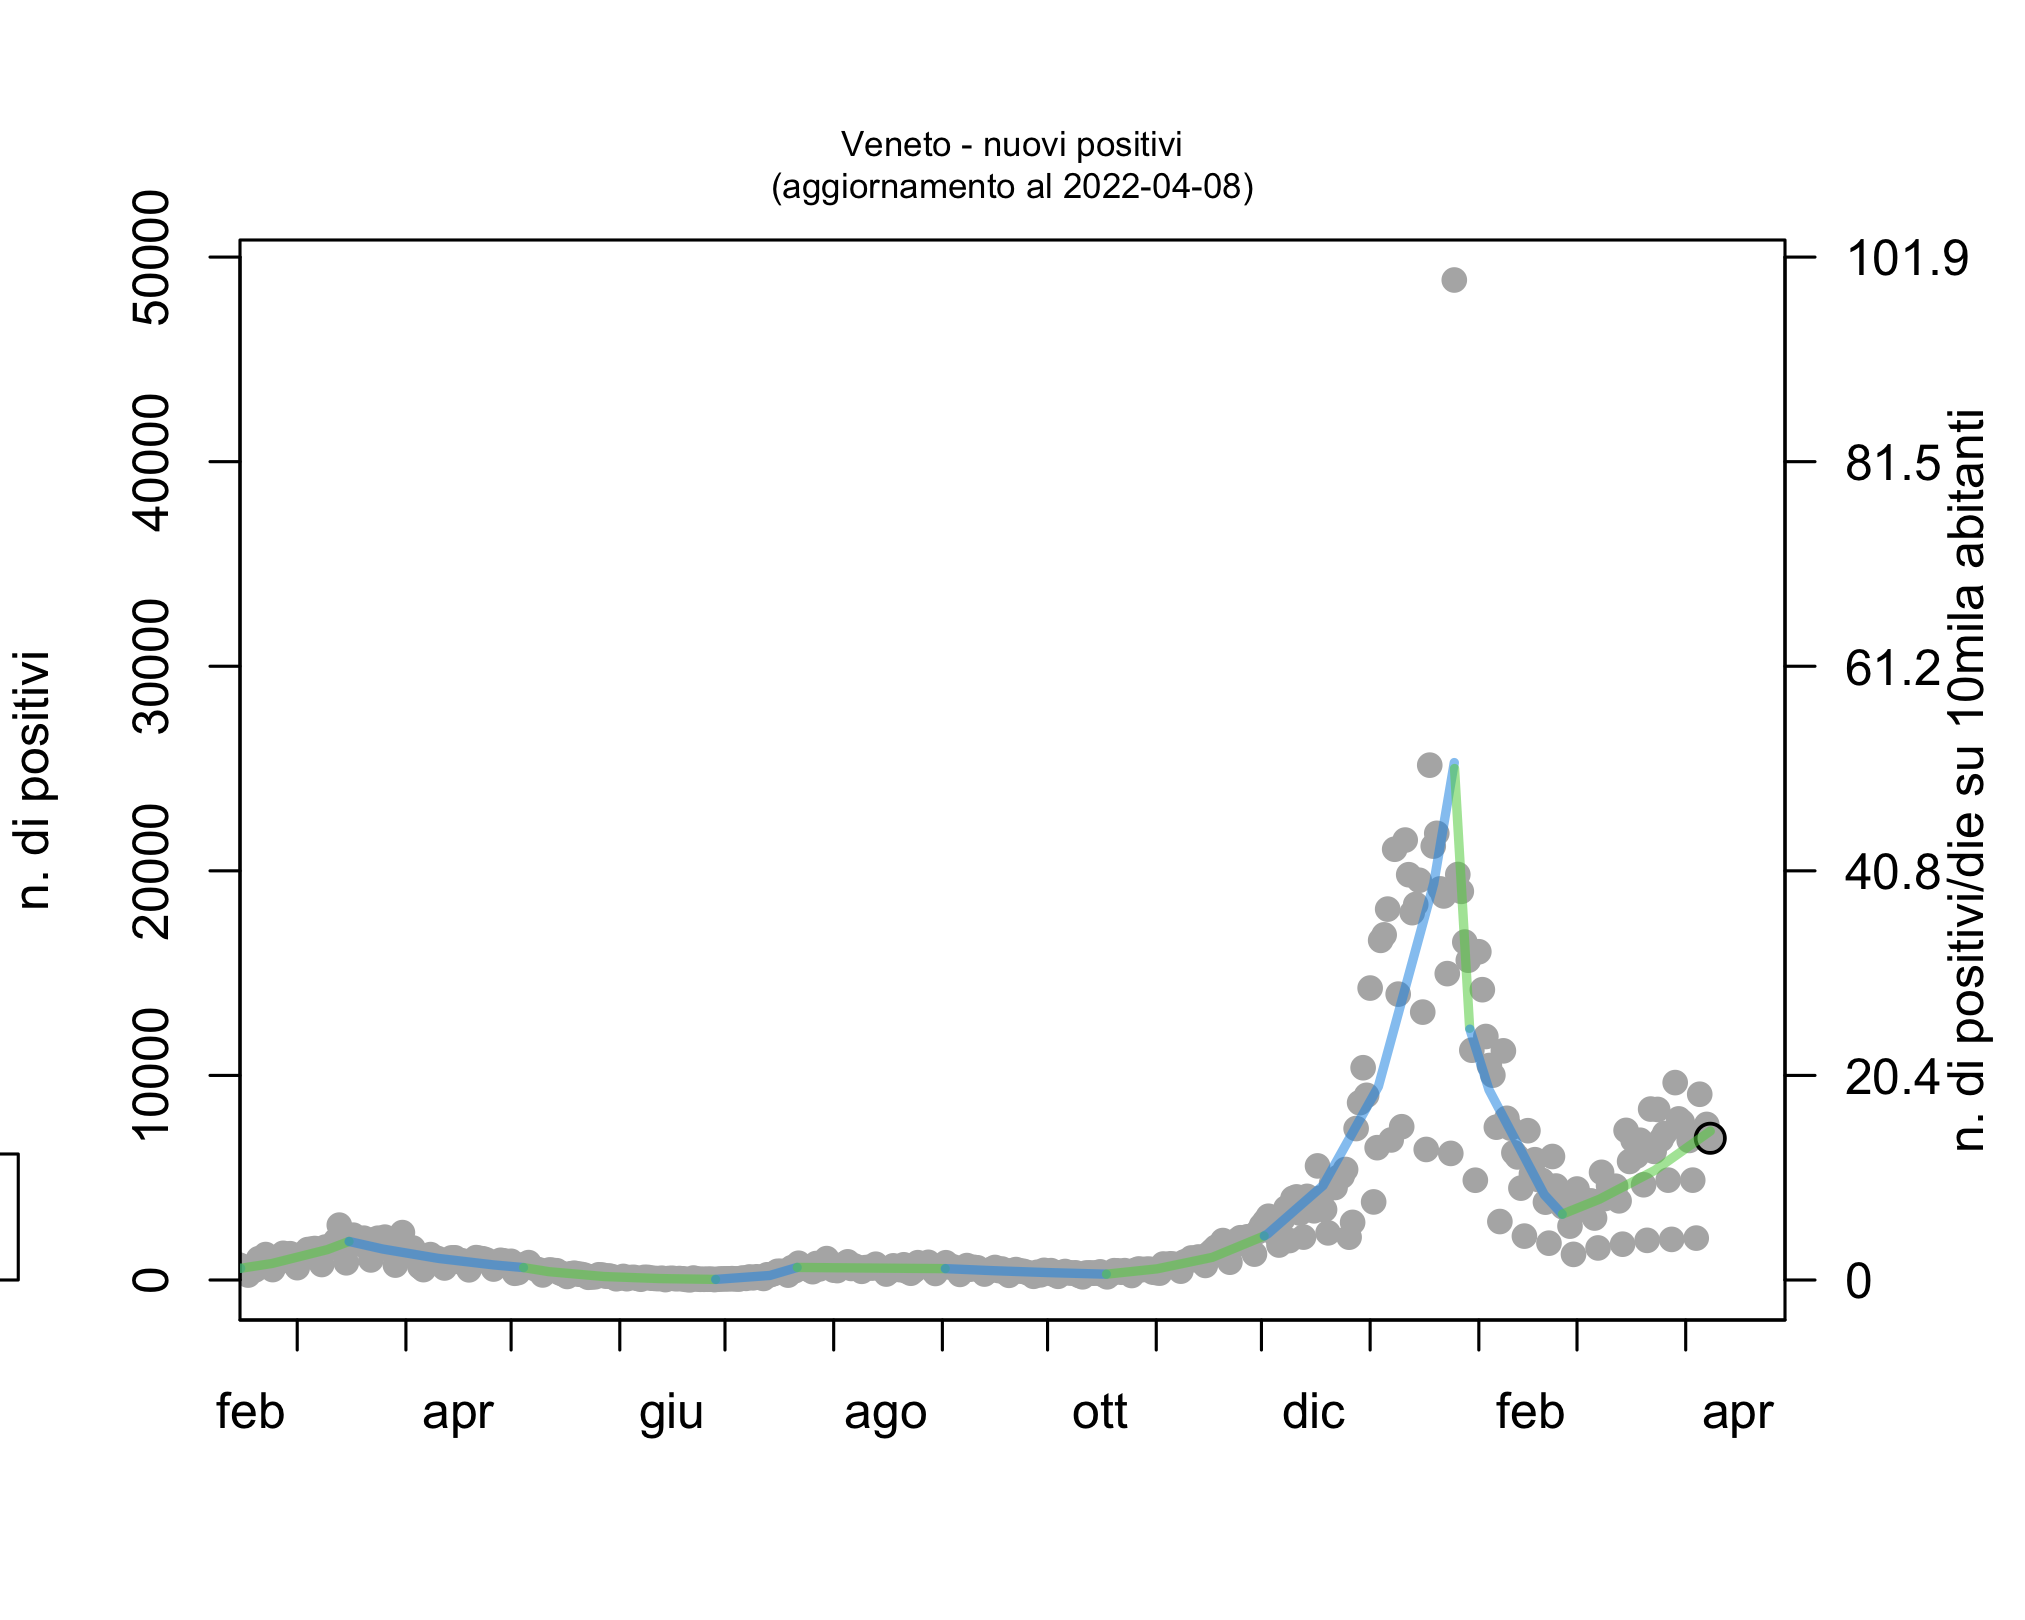 Veneto - nuovi positivi
(aggiornamento al 2022-04-08)
n. di positivi
50000
40000
30000
20000
10000
0
101.9
81.5
61.2
40.8
20.4
0
n. di positivi/die su 10mila abitanti
feb apr giu ago ott dic feb apr